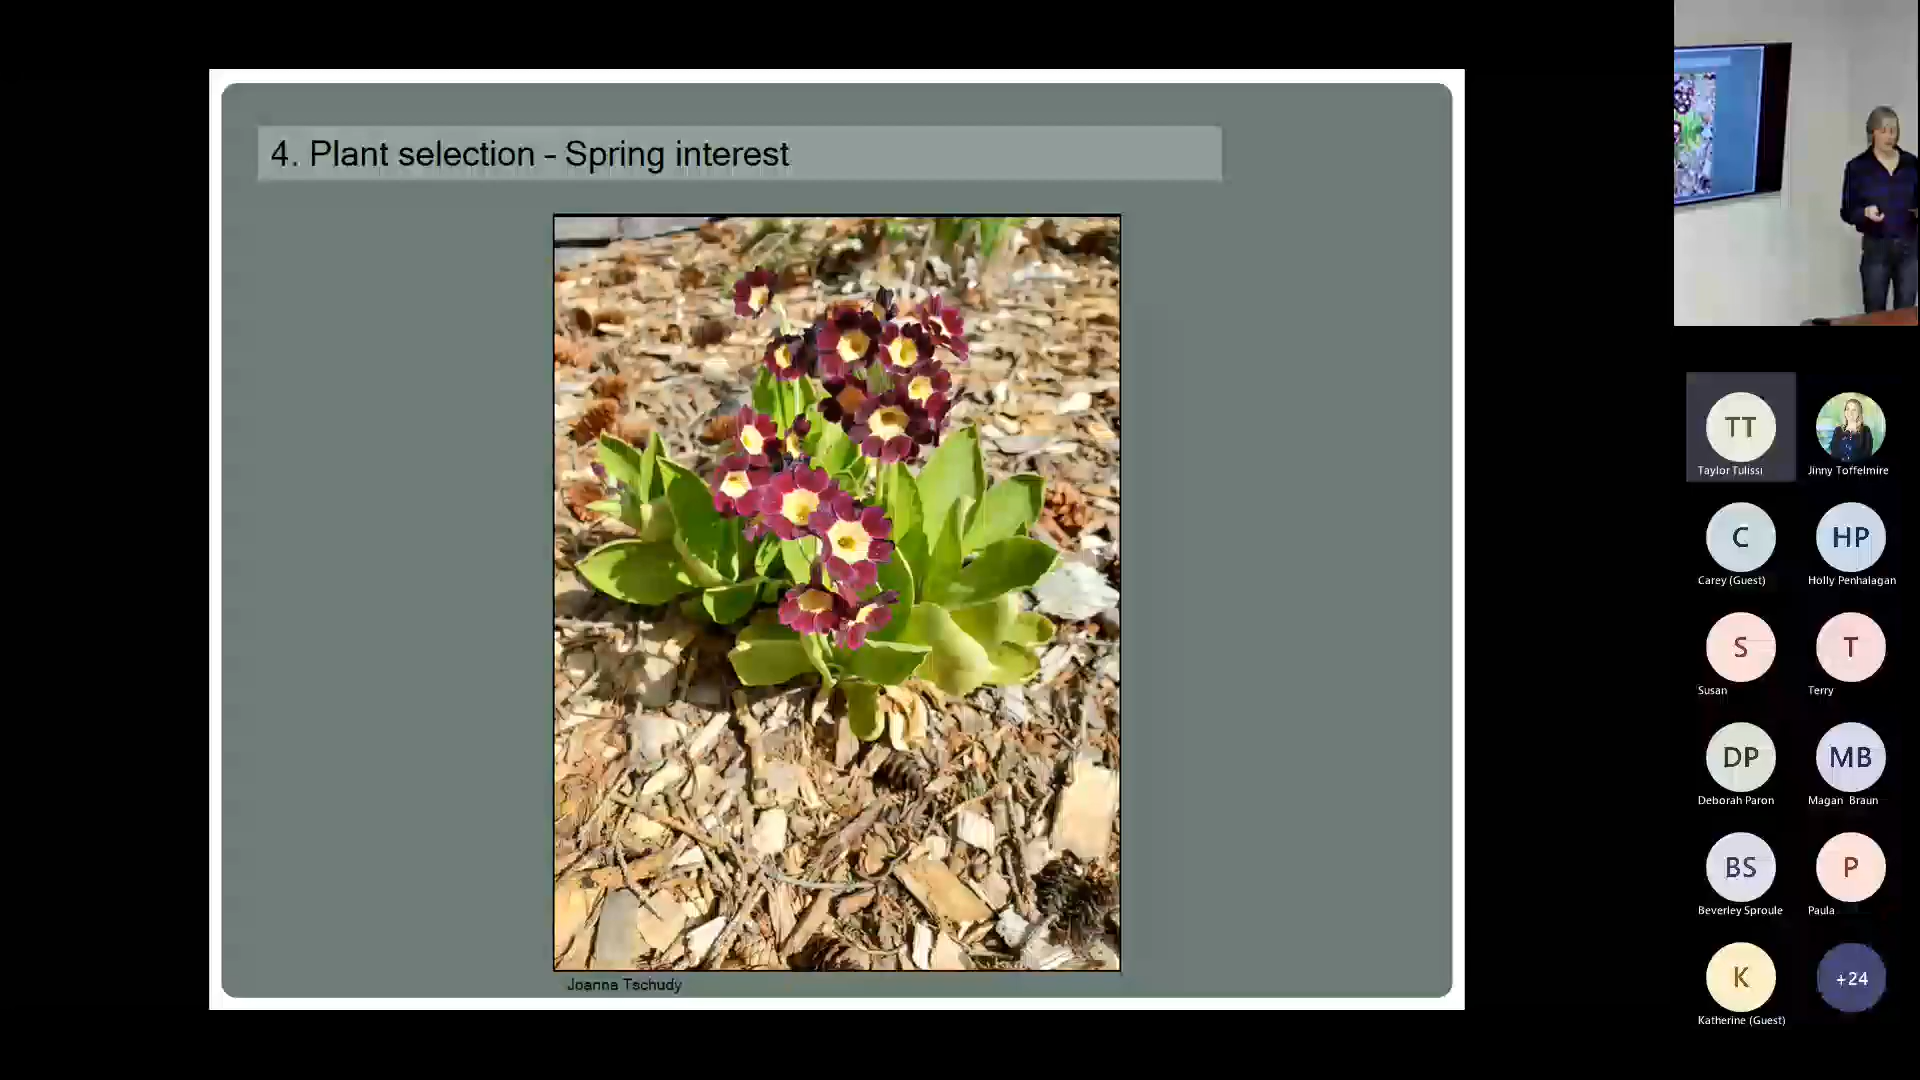 4. Plant selection - Spring interest
Joanna Tschudy
TT
Taylor Tulissi
Jinny Toffelmire
C
HP
Carey (Guest)
Holly Penhalagan
S
T
Susan
Terry
DP
MB
Deborah Paron
Magan Braun
BS
P
Beverley Sproule
Paula
K
+24
Katherine (Guest)